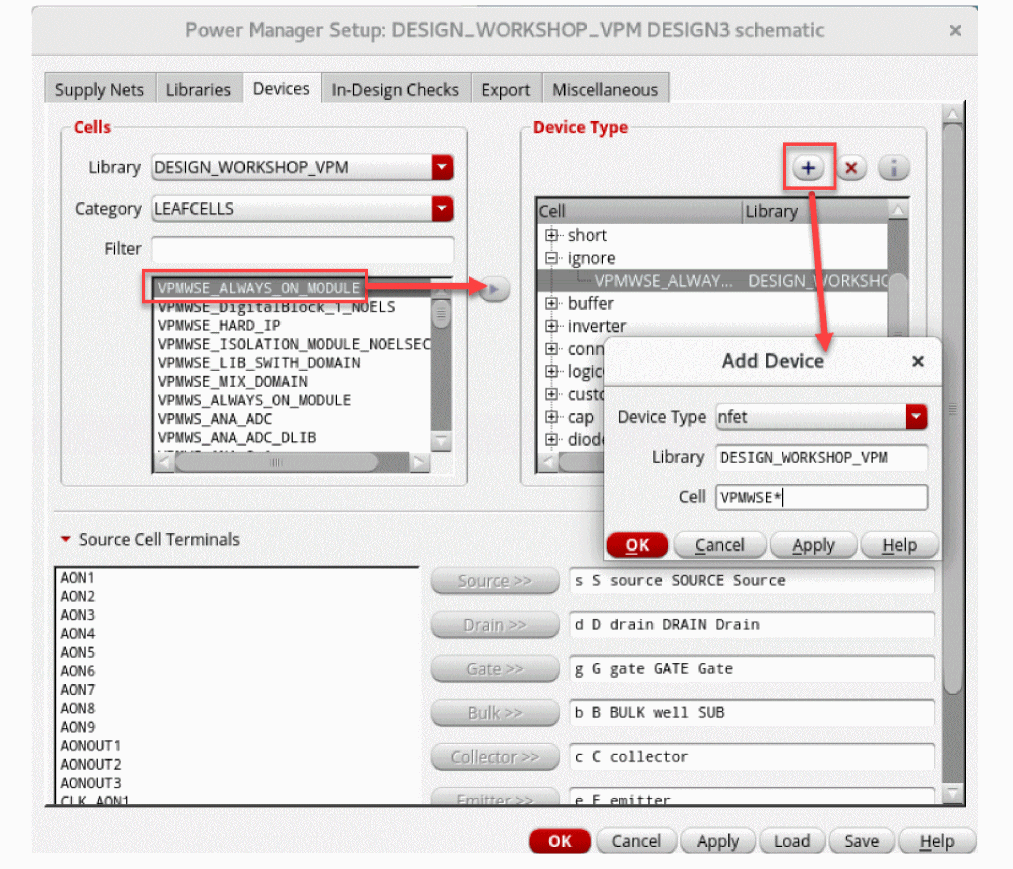 Power Manager Setup: DESIGN_WORKSHOP_VPM DESIGN3 schematic
Supply Nets Libraries Devices In-Design Checks Export Miscellaneous
Cells
Library DESIGN_WORKSHOP_VPM
Category LEAFCELLS
Filter
VPMWSE_ALWAYS_ON_MODULE
VPMWSE_DigitalBlock_1_NOELS
VPMWSE_HARD_IP
VPMWSE_ISOLATION_MODULE_NOELSEC
VPMWSE_LIB_SWITH_DOMAIN
VPMWSE_MIX_DOMAIN
VPMWS_ALWAYS_ON_MODULE
VPMWS_ANA_ADC
VPMWS_ANA_ADC_DLIB
Device Type
Cell Library
short
ignore
VPMWSE_ALWAY... DESIGN_WORKSHO
buffer
inverter
conn
logic
custo
cap
diode
Add Device
Device Type nfet
Library DESIGN_WORKSHOP_VPM
Cell VPMWSE*
OK Cancel Apply Help
Source Cell Terminals
AON1
AON2
AON3
AON4
AON5
AON6
AON7
AON8
AON9
AONOUT1
AONOUT2
AONOUT3
CLK_AON1
Source >> s S source SOURCE Source
Drain >> d D drain DRAIN Drain
Gate >> g G gate GATE Gate
Bulk >> b B BULK well SUB
Collector >> c C collector
Emitter >> e E emitter
OK Cancel Apply Load Save Help